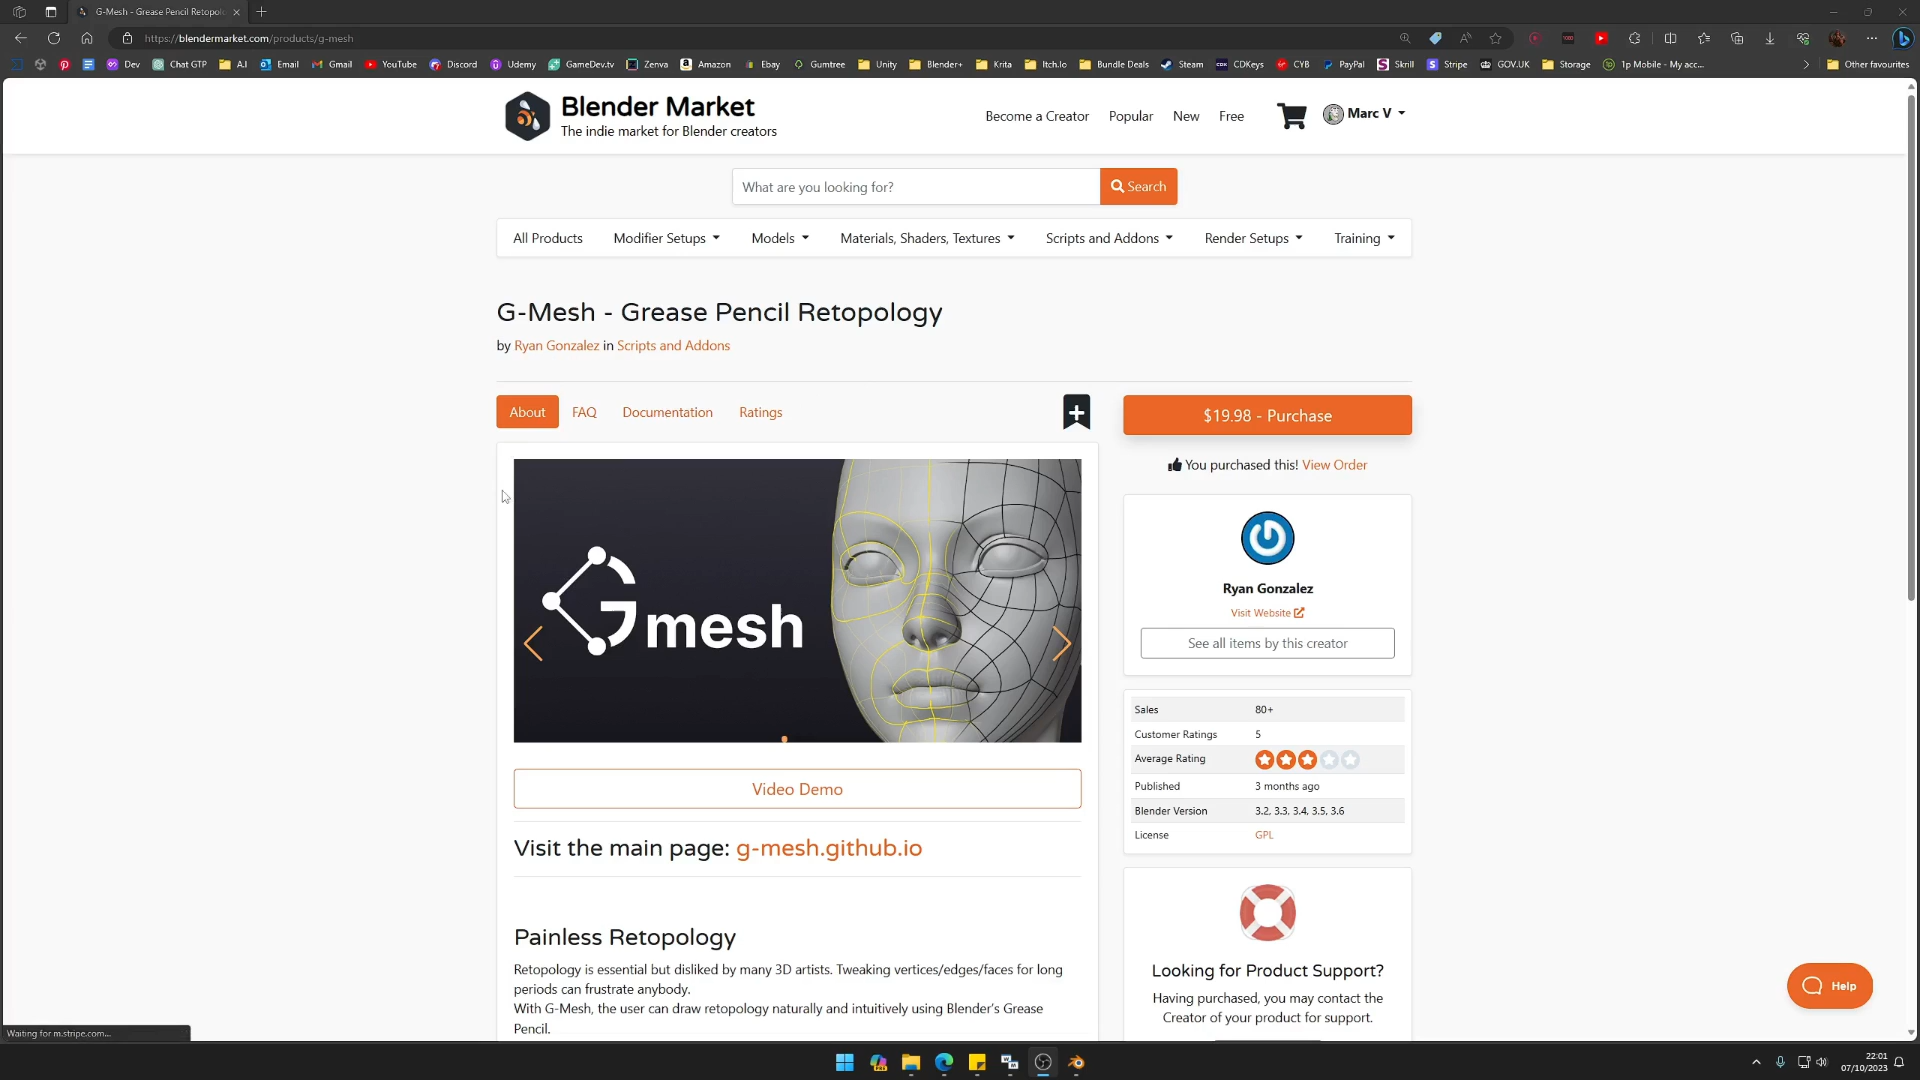 G-Mesh - Grease Pencil Retopolo
https://blendermarket.com/products/g-mesh
Dev
Chat GTP
A.I
Email
Gmail
YouTube
Discord
Udemy
GameDev.tv
Zenva
Amazon
Ebay
Gumtree
Unity
Blender+
Krita
Itch.Io
Bundle Deals
Steam
CDKeys
CYB
PayPal
Skrill
Stripe
GOV.UK
Storage
1p Mobile - My acc...
Other favourites
Blender Market
The indie market for Blender creators
Become a Creator
Popular
New
Free
Marc V
What are you looking for?
Search
All Products
Modifier Setups
Models
Materials, Shaders, Textures
Scripts and Addons
Render Setups
Training
G-Mesh - Grease Pencil Retopology
by Ryan Gonzalez in Scripts and Addons
About
FAQ
Documentation
Ratings
$19.98 - Purchase
You purchased this! View Order
Gmesh
Ryan Gonzalez
Visit Website
See all items by this creator
Sales 80+
Customer Ratings 5
Average Rating
Published 3 months ago
Blender Version 3.2, 3.3, 3.4, 3.5, 3.6
License GPL
Video Demo
Visit the main page: g-mesh.github.io
Painless Retopology
Retopology is essential but disliked by many 3D artists. Tweaking vertices/edges/faces for long
periods can frustrate anybody.
With G-Mesh, the user can draw retopology naturally and intuitively using Blender's Grease
Pencil.
Looking for Product Support?
Having purchased, you may contact the
Creator of your product for support.
Help
Waiting for m.stripe.com...
22:01
07/10/2023